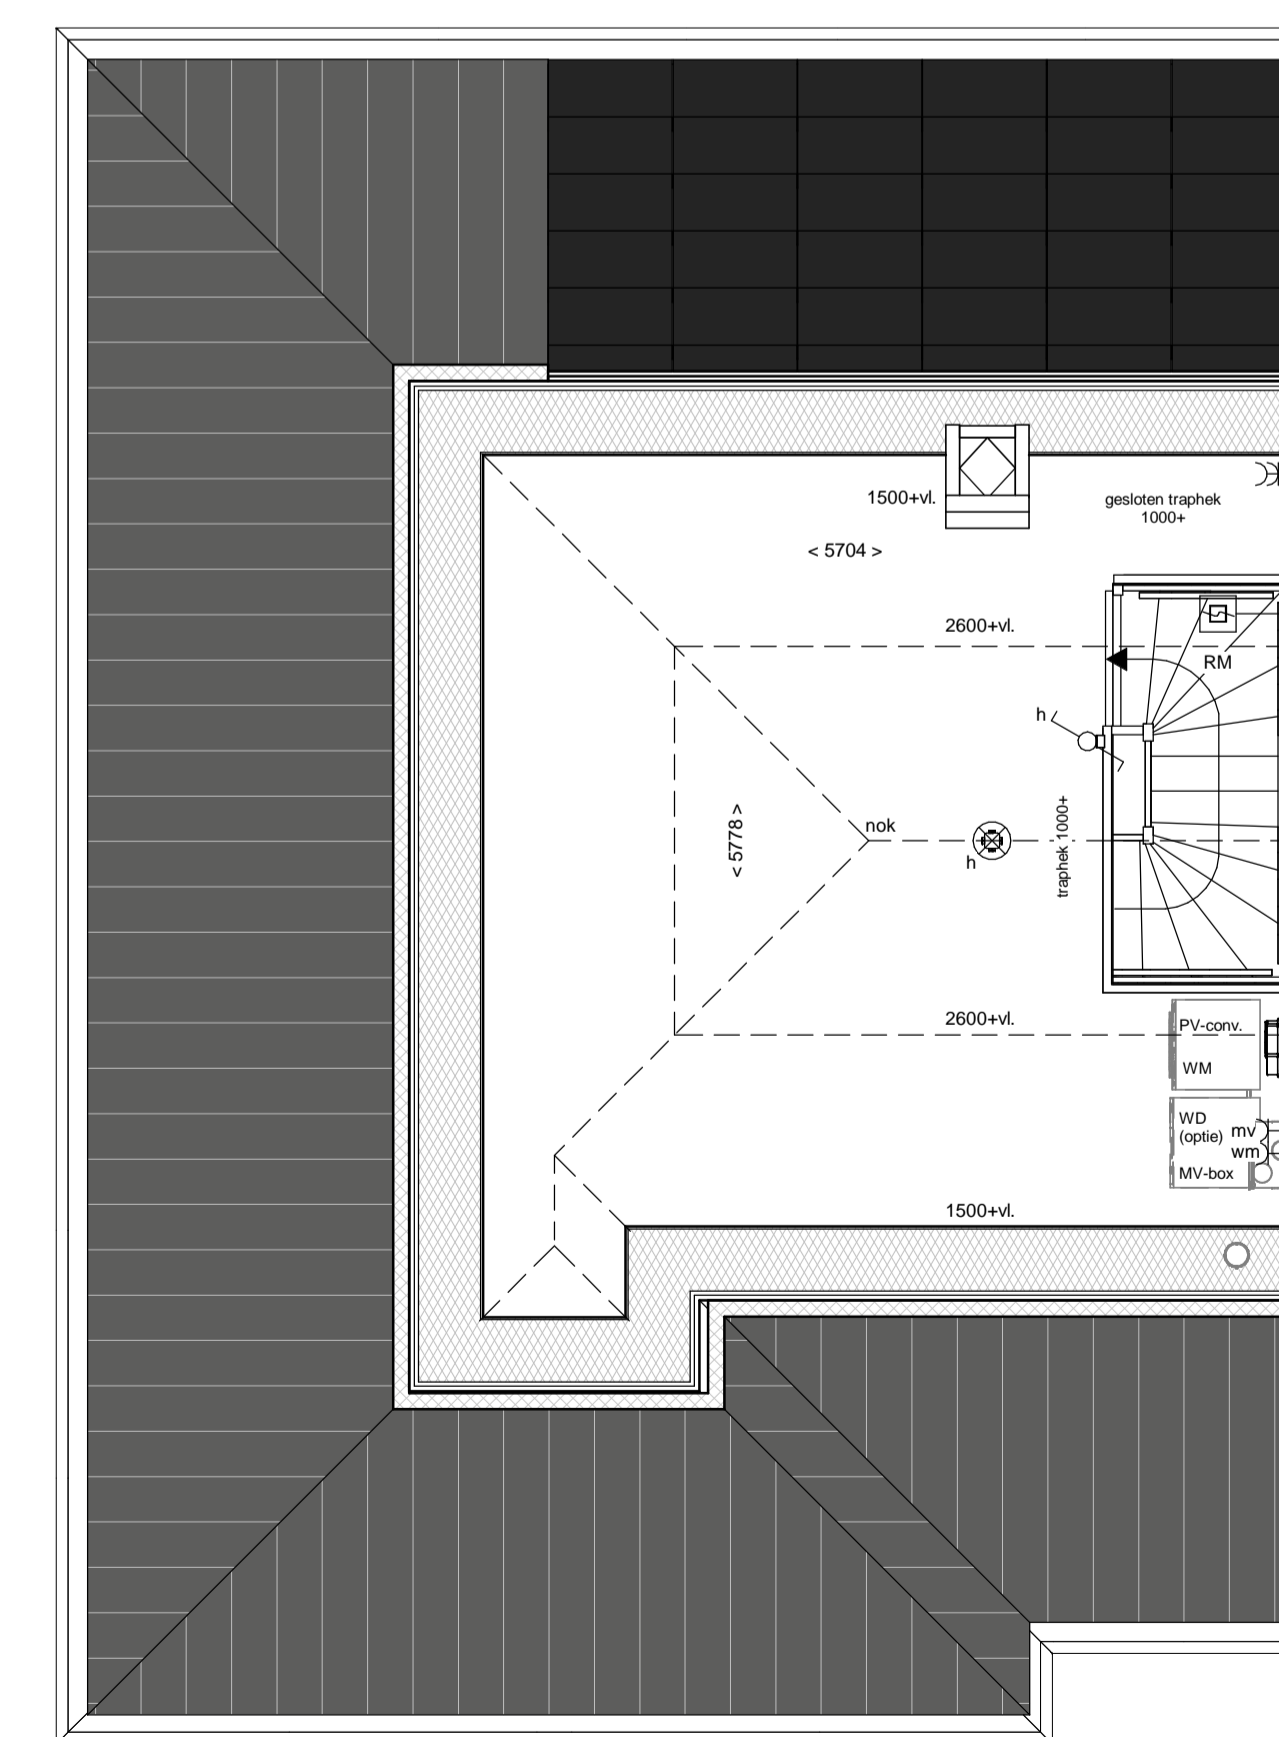 1500+vl.
gesloten traphek
1000+
< 5704 >
2600+vl.
RM
h
< 5778 >
nok
traphek 1000+
h
2600+vl.
PV-conv.
WM
WD
(optie)
mv
wm
MV-box
1500+vl.